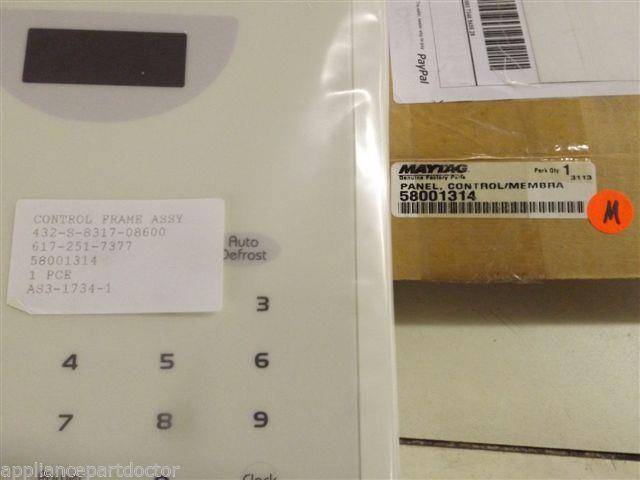 PayPal
MAYTAG
Genuine Factory Parts
Pack Qty 1
3113
PANEL, CONTROL/MEMBRA
58001314
M
CONTROL FRAME ASSY
432-S-8317-08600
617-251-7377
58001314
1 PCE
AS3-1734-1
Auto
Defrost
3
4 5 6
7 8 9
Clock
appliancepartdoctor